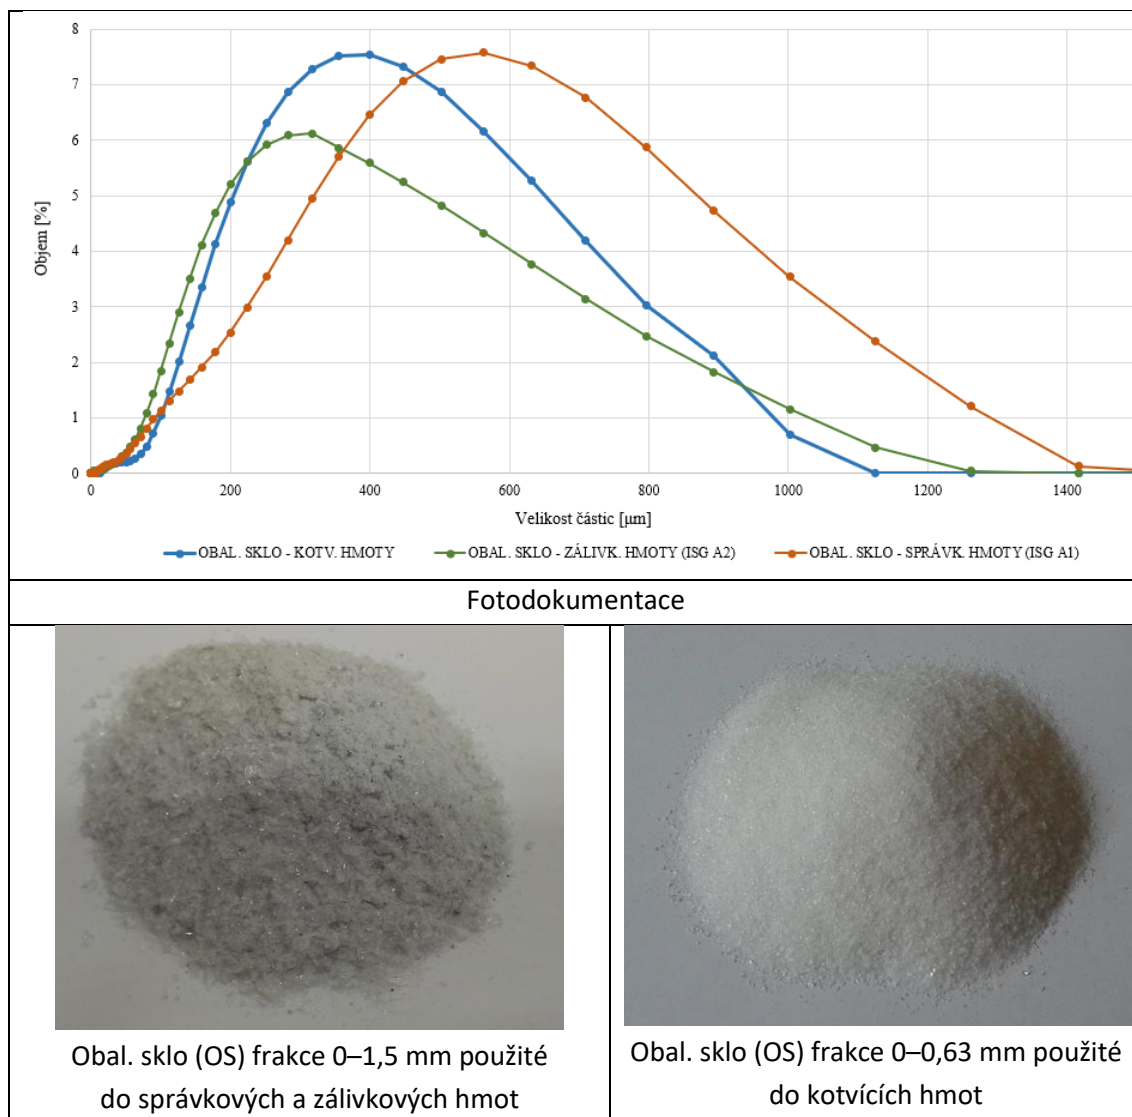 8
7
6
5
4
3
2
1
0
Objem [%]
0 200 400 600 800 1000 1200 1400
Velikost částic [μm]
OBAL. SKLO - KOTV. HMOTY OBAL. SKLO - ZÁLIVK. HMOTY (ISG A2) OBAL. SKLO - SPRÁVK. HMOTY (ISG A1)
Fotodokumentace
Obal. sklo (OS) frakce 0–1,5 mm použité
do správkových a zálivkových hmot
Obal. sklo (OS) frakce 0–0,63 mm použité
do kotvících hmot